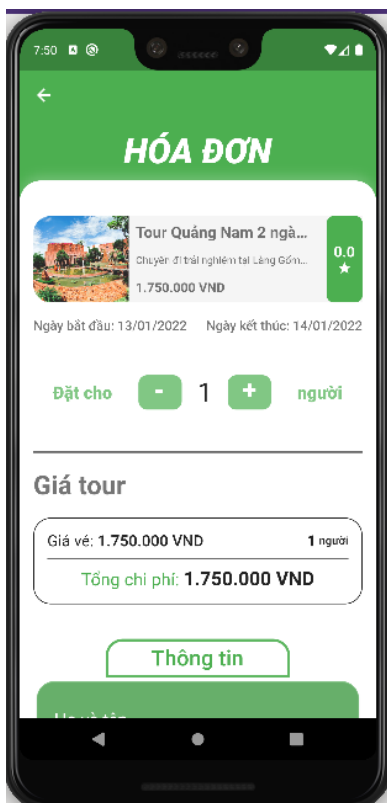 7:50
HÓA ĐƠN
Tour Quảng Nam 2 ngà...
Chuyến đi trải nghiệm tại Làng Gốm...
1.750.000 VND
0.0
Ngày bắt đầu: 13/01/2022 Ngày kết thúc: 14/01/2022
Đặt cho - 1 + người
Giá tour
Giá vé: 1.750.000 VND 1 người
Tổng chi phí: 1.750.000 VND
Thông tin
Họ và tên